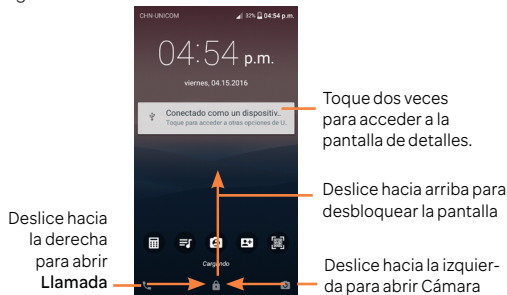 CHN-UNICOM 32% 04:54 p.m.
04:54 p.m.
viernes, 04.15.2016
Conectado como un dispositiv..
Toque para acceder a otras opciones de U..
Toque dos veces
para acceder a la
pantalla de detalles.
Deslice hacia arriba para
desbloquear la pantalla
Deslice hacia
la derecha
para abrir
Llamada
Cargando
Deslice hacia la izquier-
da para abrir Cámara